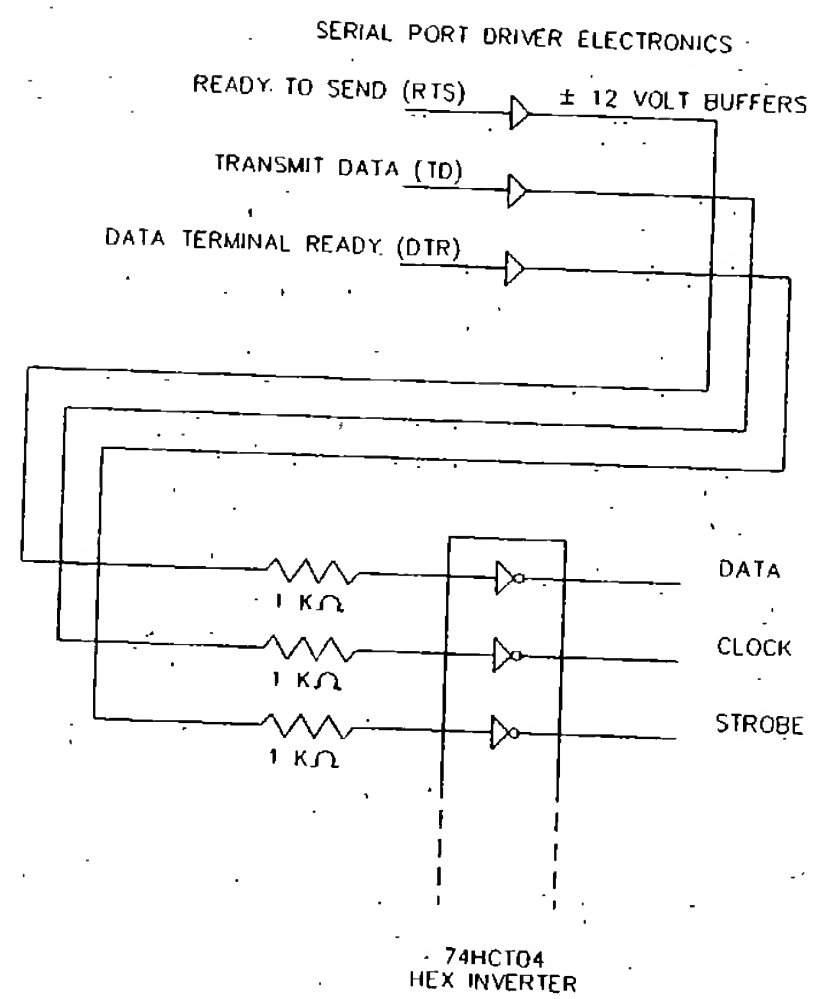 SERIAL PORT DRIVER ELECTRONICS
READY TO SEND (RTS)
± 12 VOLT BUFFERS
TRANSMIT DATA (TD)
DATA TERMINAL READY (DTR)
1 KΩ
DATA
1 KΩ
CLOCK
1 KΩ
STROBE
74HCT04
HEX INVERTER